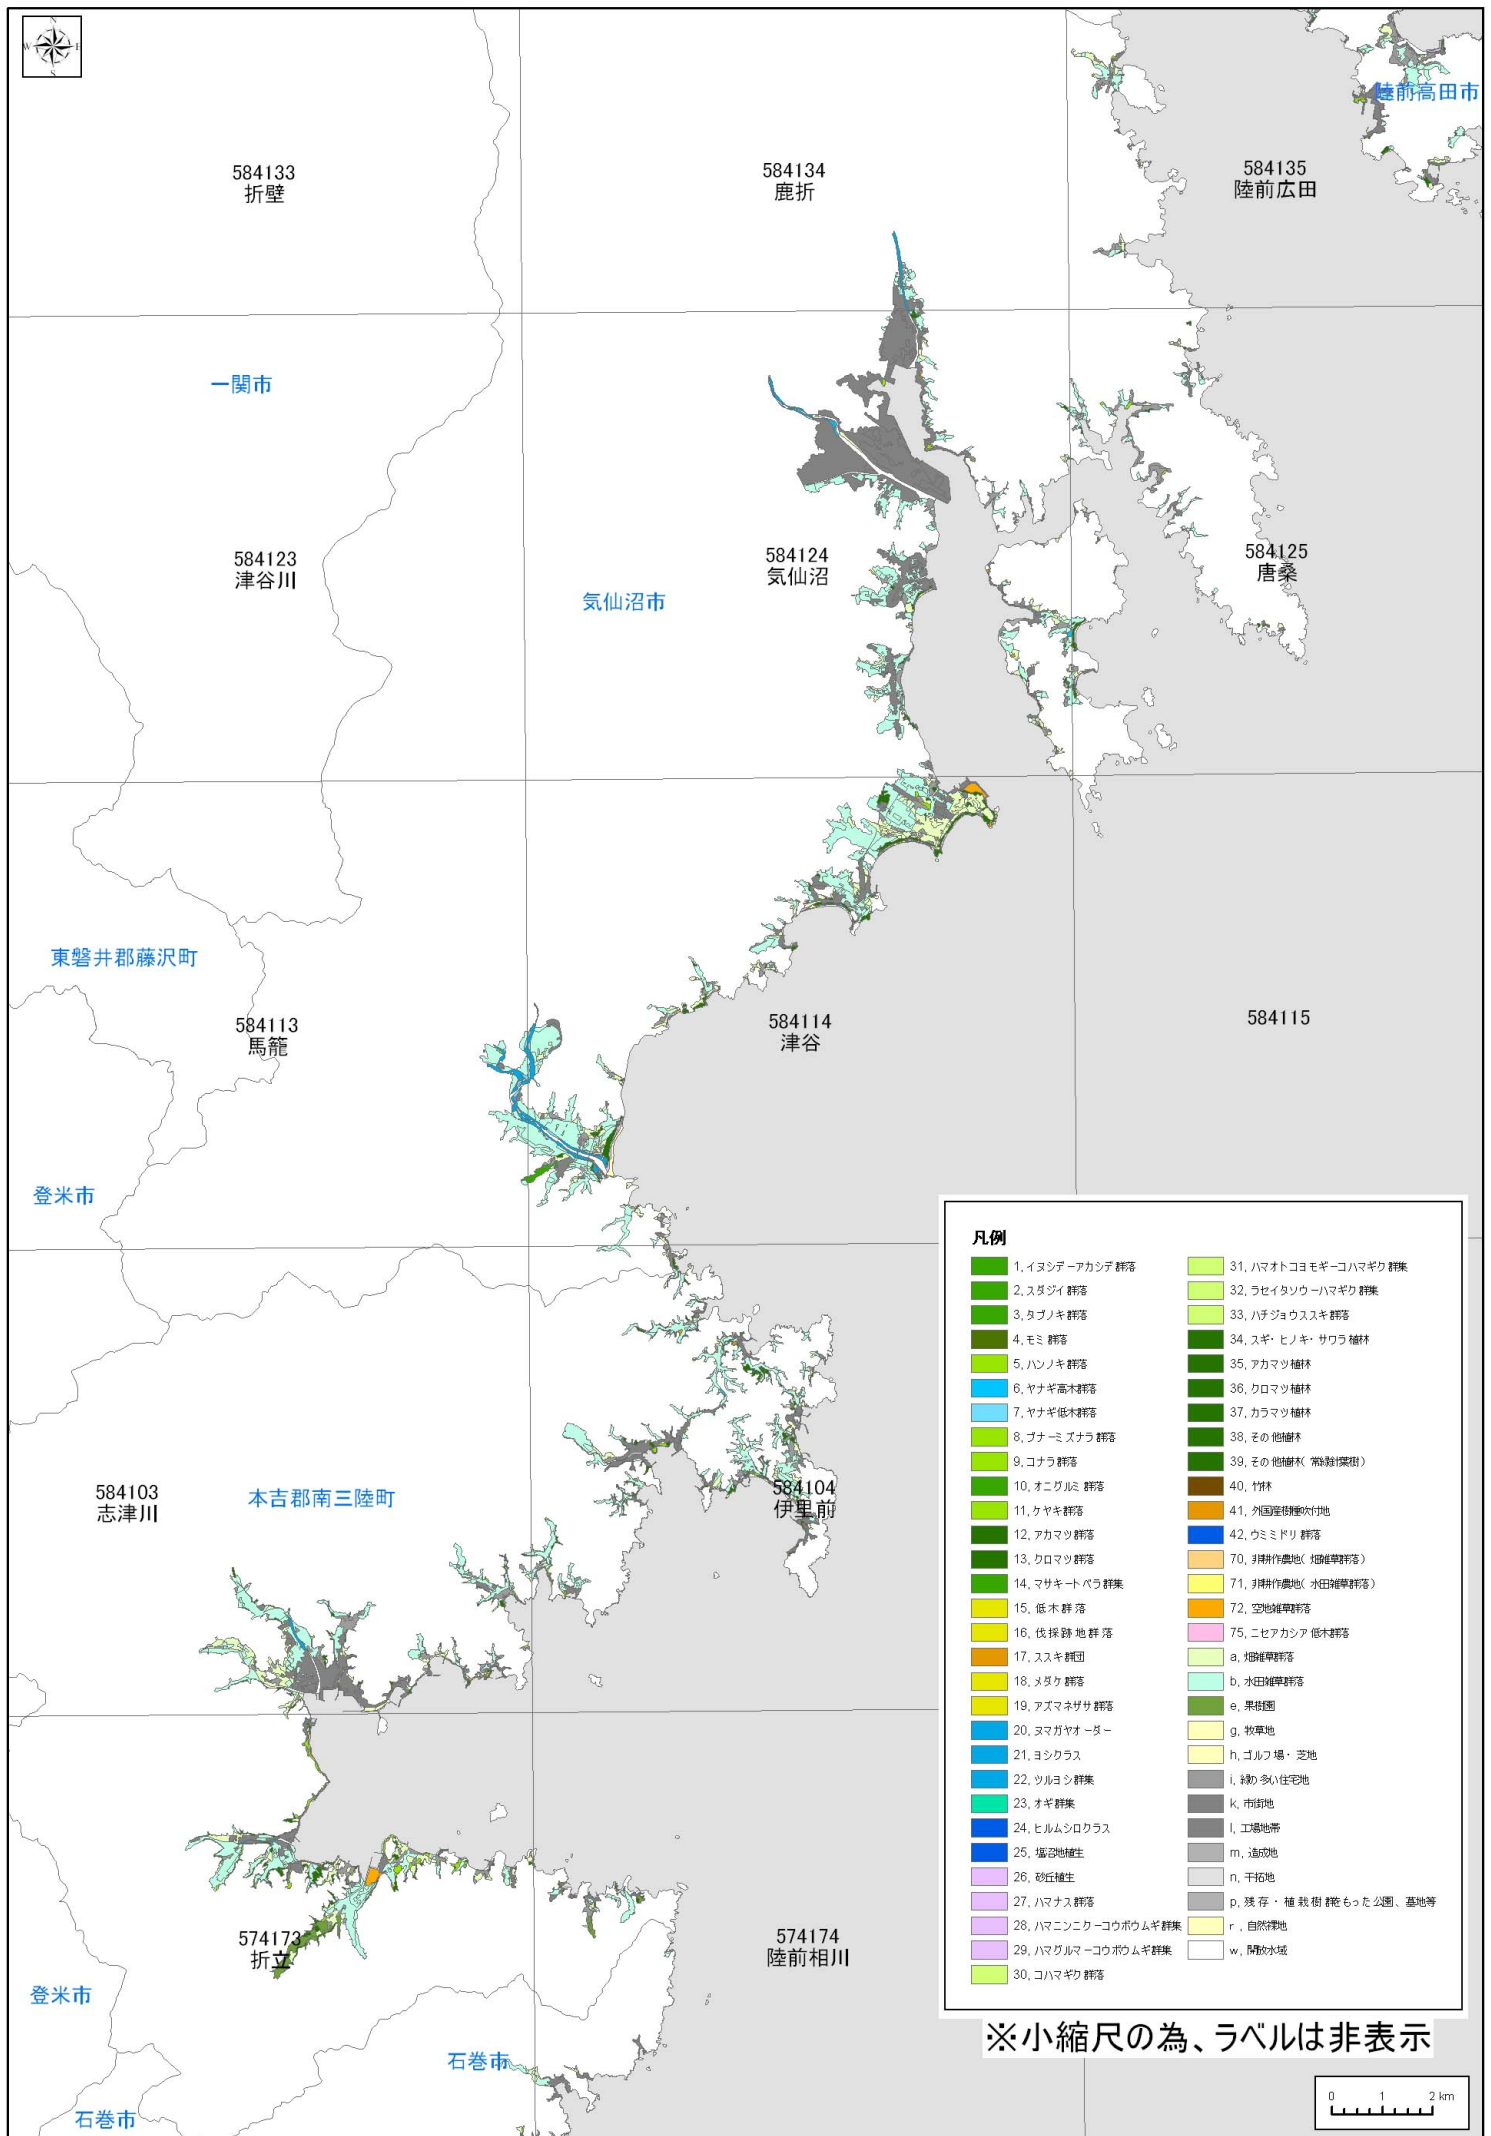 N
W
E
S
陸前高田市
584133
折壁
584134
鹿折
584135
陸前広田
一関市
584123
津谷川
584124
気仙沼
584125
唐桑
気仙沼市
東磐井郡藤沢町
584113
馬籠
584114
津谷
584115
登米市
584103
志津川
本吉郡南三陸町
584104
伊里前
574173
折立
574174
陸前相川
登米市
石巻市
石巻市
凡例
1, イヌシデーアカシデ群落
2, スダジイ群落
3, タブノキ群落
4, モミ群落
5, ハンノキ群落
6, ヤナギ高木群落
7, ヤナギ低木群落
8, ブナーミズナラ群落
9, コナラ群落
10, オニグルミ群落
11, ケヤキ群落
12, アカマツ群落
13, クロマツ群落
14, マサキートベラ群集
15, 低木群落
16, 伐採跡地群落
17, ススキ群団
18, メダケ群落
19, アズマネザサ群落
20, ヌマガヤオーダー
21, ヨシクラス
22, ツルヨシ群集
23, オギ群集
24, ヒルムシロクラス
25, 塩沼地植生
26, 砂丘植生
27, ハマナス群落
28, ハマニンニクーコウボウムギ群集
29, ハマグルマーコウボウムギ群集
30, コハマギク群落
31, ハマオトコヨモギーコハマギク群集
32, ラセイタソウーハマギク群集
33, ハチジョウススキ群落
34, スギ・ヒノキ・サワラ植林
35, アカマツ植林
36, クロマツ植林
37, カラマツ植林
38, その他植林
39, その他植林（常緑針葉樹）
40, 竹林
41, 外国産樹種吹付地
42, ウミミドリ群落
70, 非耕作農地（畑雑草群落）
71, 非耕作農地（水田雑草群落）
72, 空地雑草群落
75, ニセアカシア低木群落
a, 畑雑草群落
b, 水田雑草群落
e, 果樹園
g, 牧草地
h, ゴルフ場・芝地
i, 緑の多い住宅地
k, 市街地
l, 工場地帯
m, 造成地
n, 干拓地
p, 残存・植栽樹群をもった公園、墓地等
r, 自然裸地
w, 開放水域
※小縮尺の為、ラベルは非表示
0 1 2 km